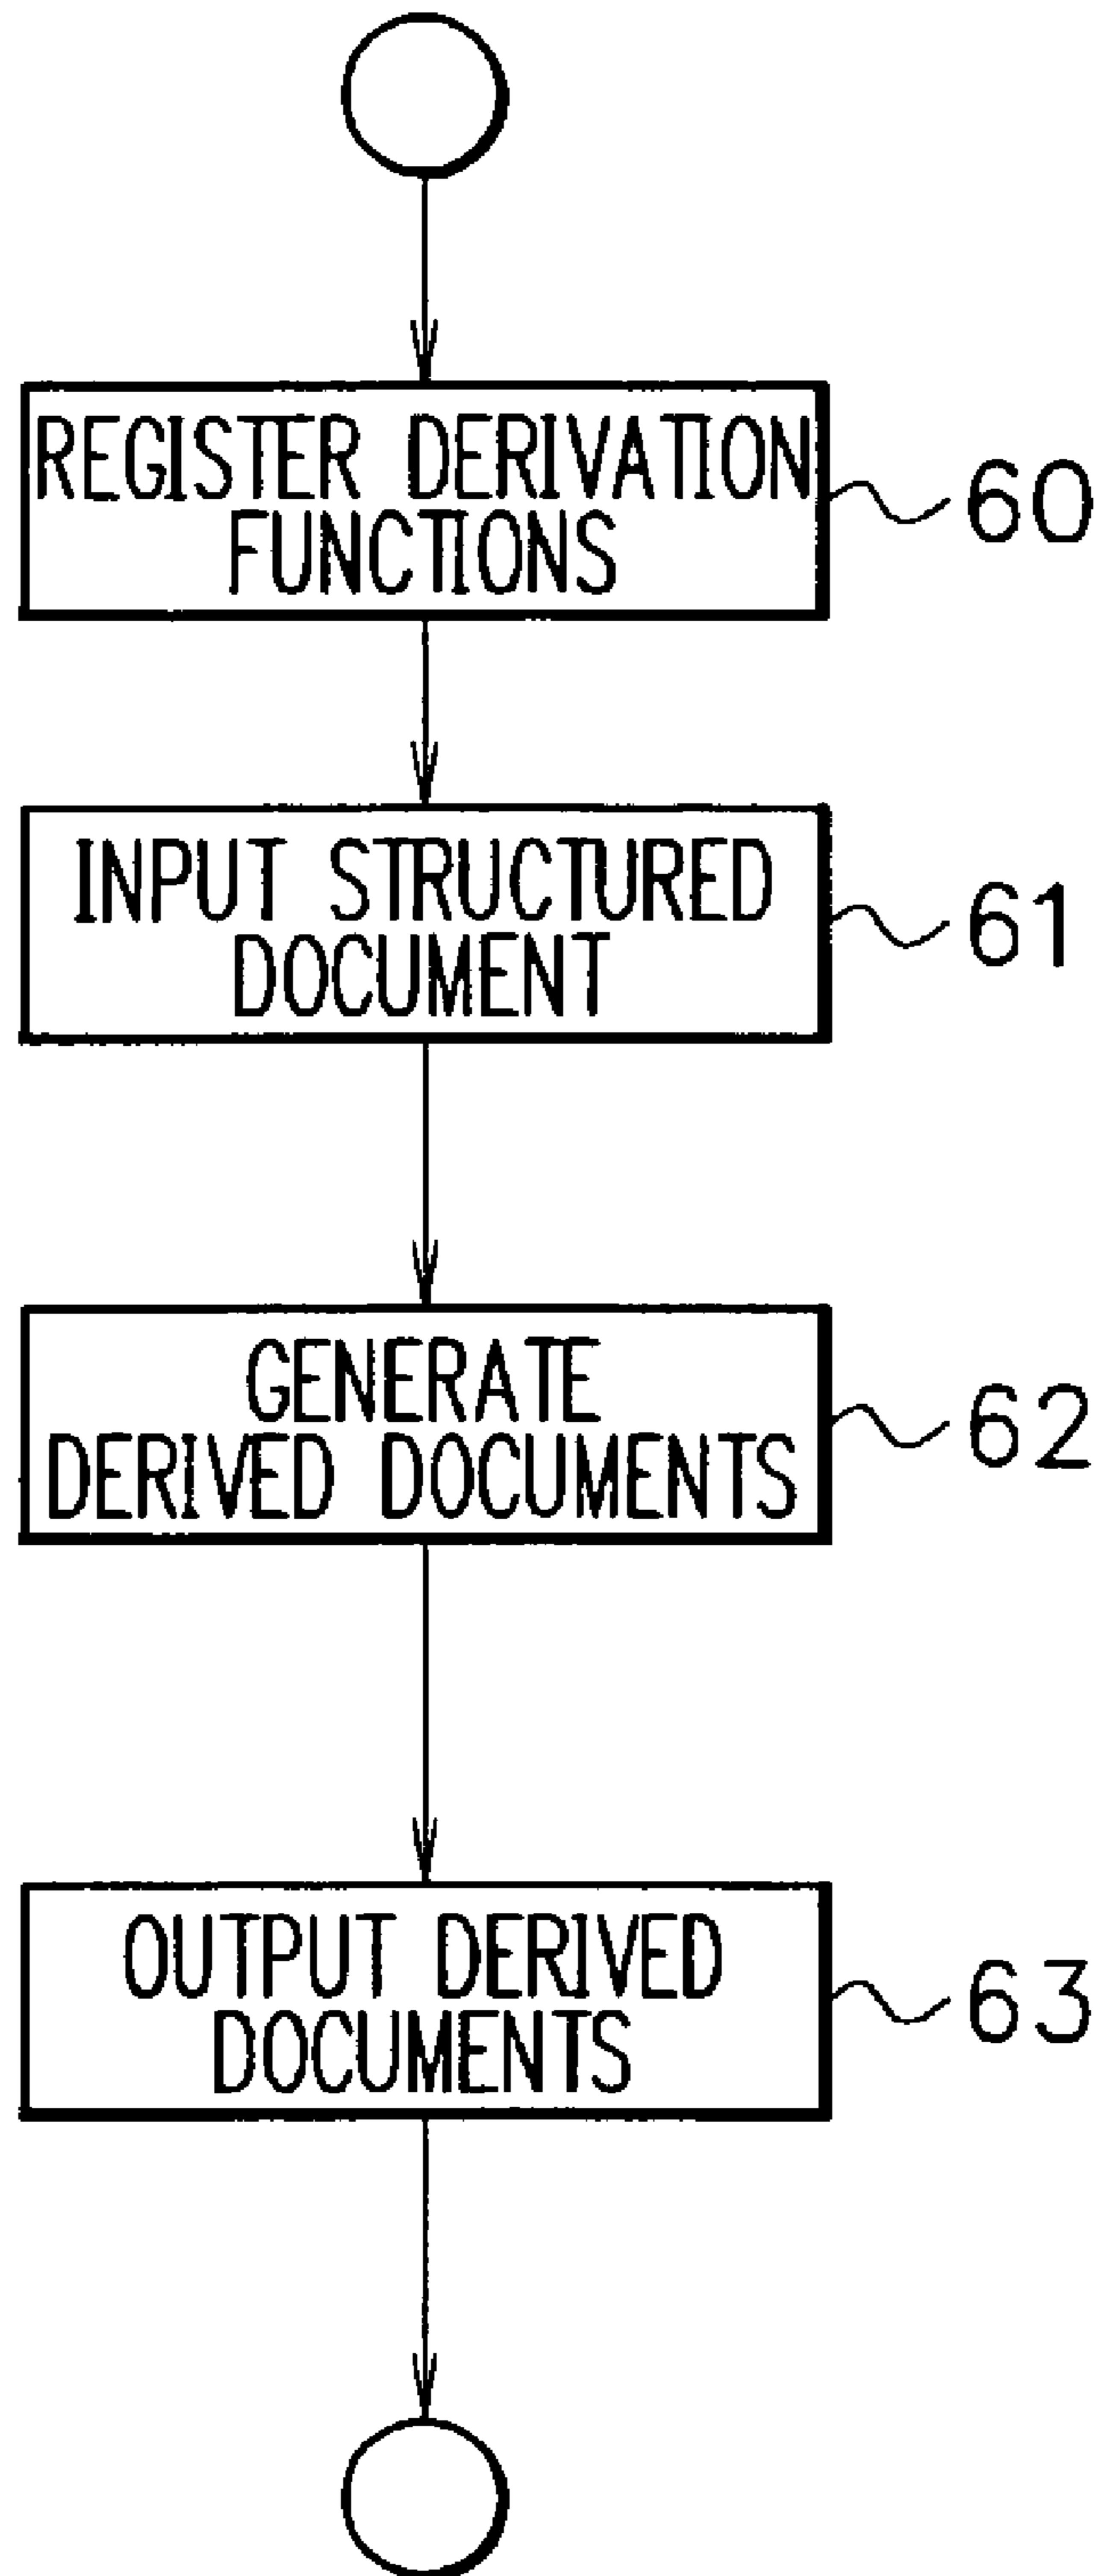 REGISTER DERIVATION
FUNCTIONS
60
INPUT STRUCTURED
DOCUMENT
61
GENERATE
DERIVED DOCUMENTS
62
OUTPUT DERIVED
DOCUMENTS
63